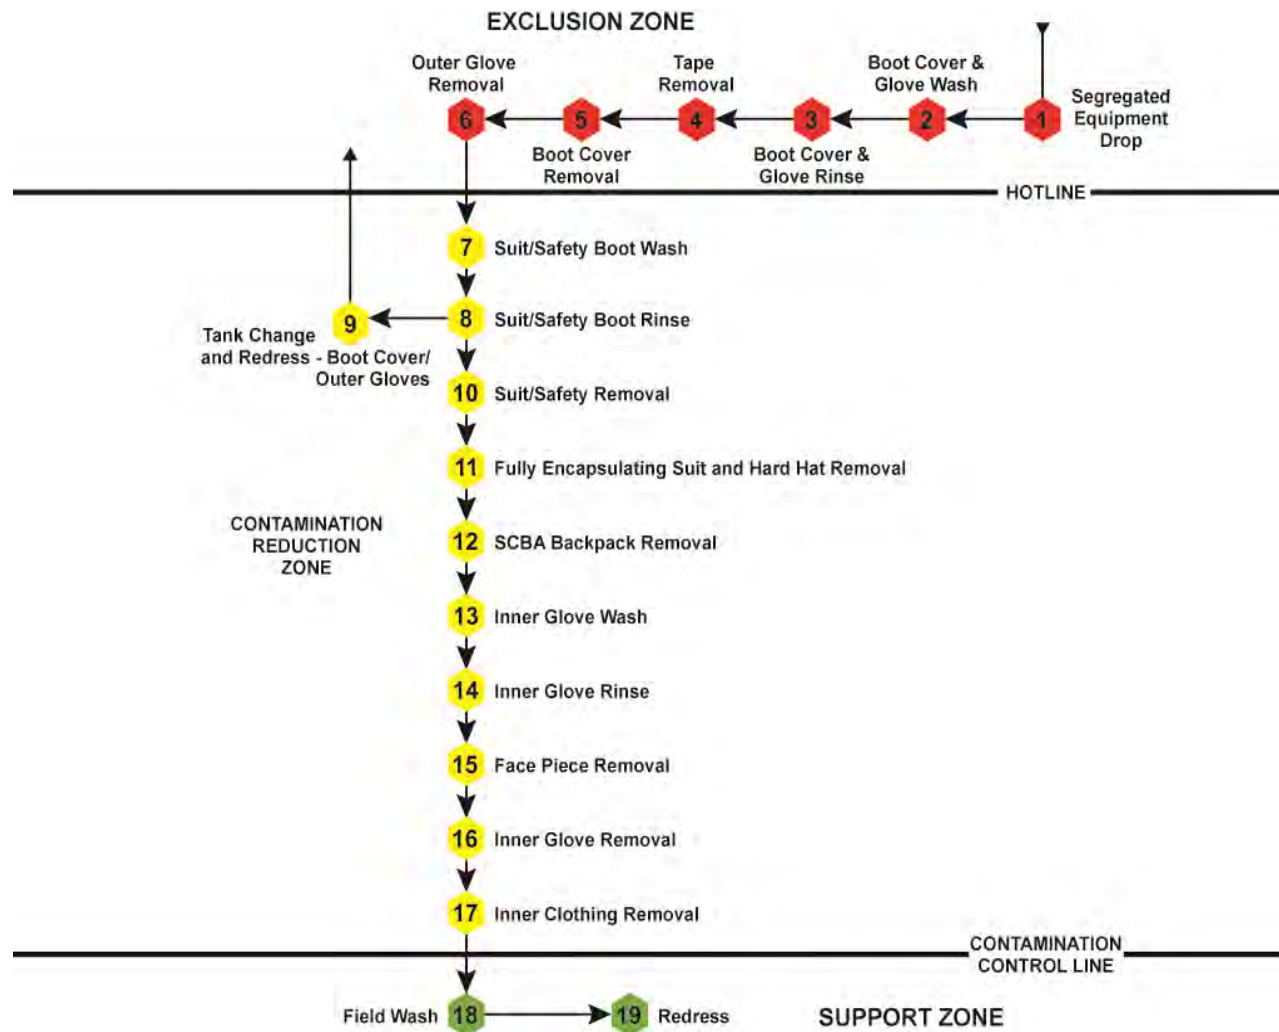 EXCLUSION ZONE
Outer Glove
Removal
Tape
Removal
Boot Cover &
Glove Wash
Segregated
Equipment
Drop
6
5
4
3
2
1
Boot Cover
Removal
Boot Cover &
Glove Rinse
HOTLINE
7
Suit/Safety Boot Wash
8
Suit/Safety Boot Rinse
9
Tank Change
and Redress - Boot Cover/
Outer Gloves
10
Suit/Safety Removal
11
Fully Encapsulating Suit and Hard Hat Removal
CONTAMINATION
REDUCTION
ZONE
12
SCBA Backpack Removal
13
Inner Glove Wash
14
Inner Glove Rinse
15
Face Piece Removal
16
Inner Glove Removal
17
Inner Clothing Removal
CONTAMINATION
CONTROL LINE
Field Wash
18
19
Redress
SUPPORT ZONE